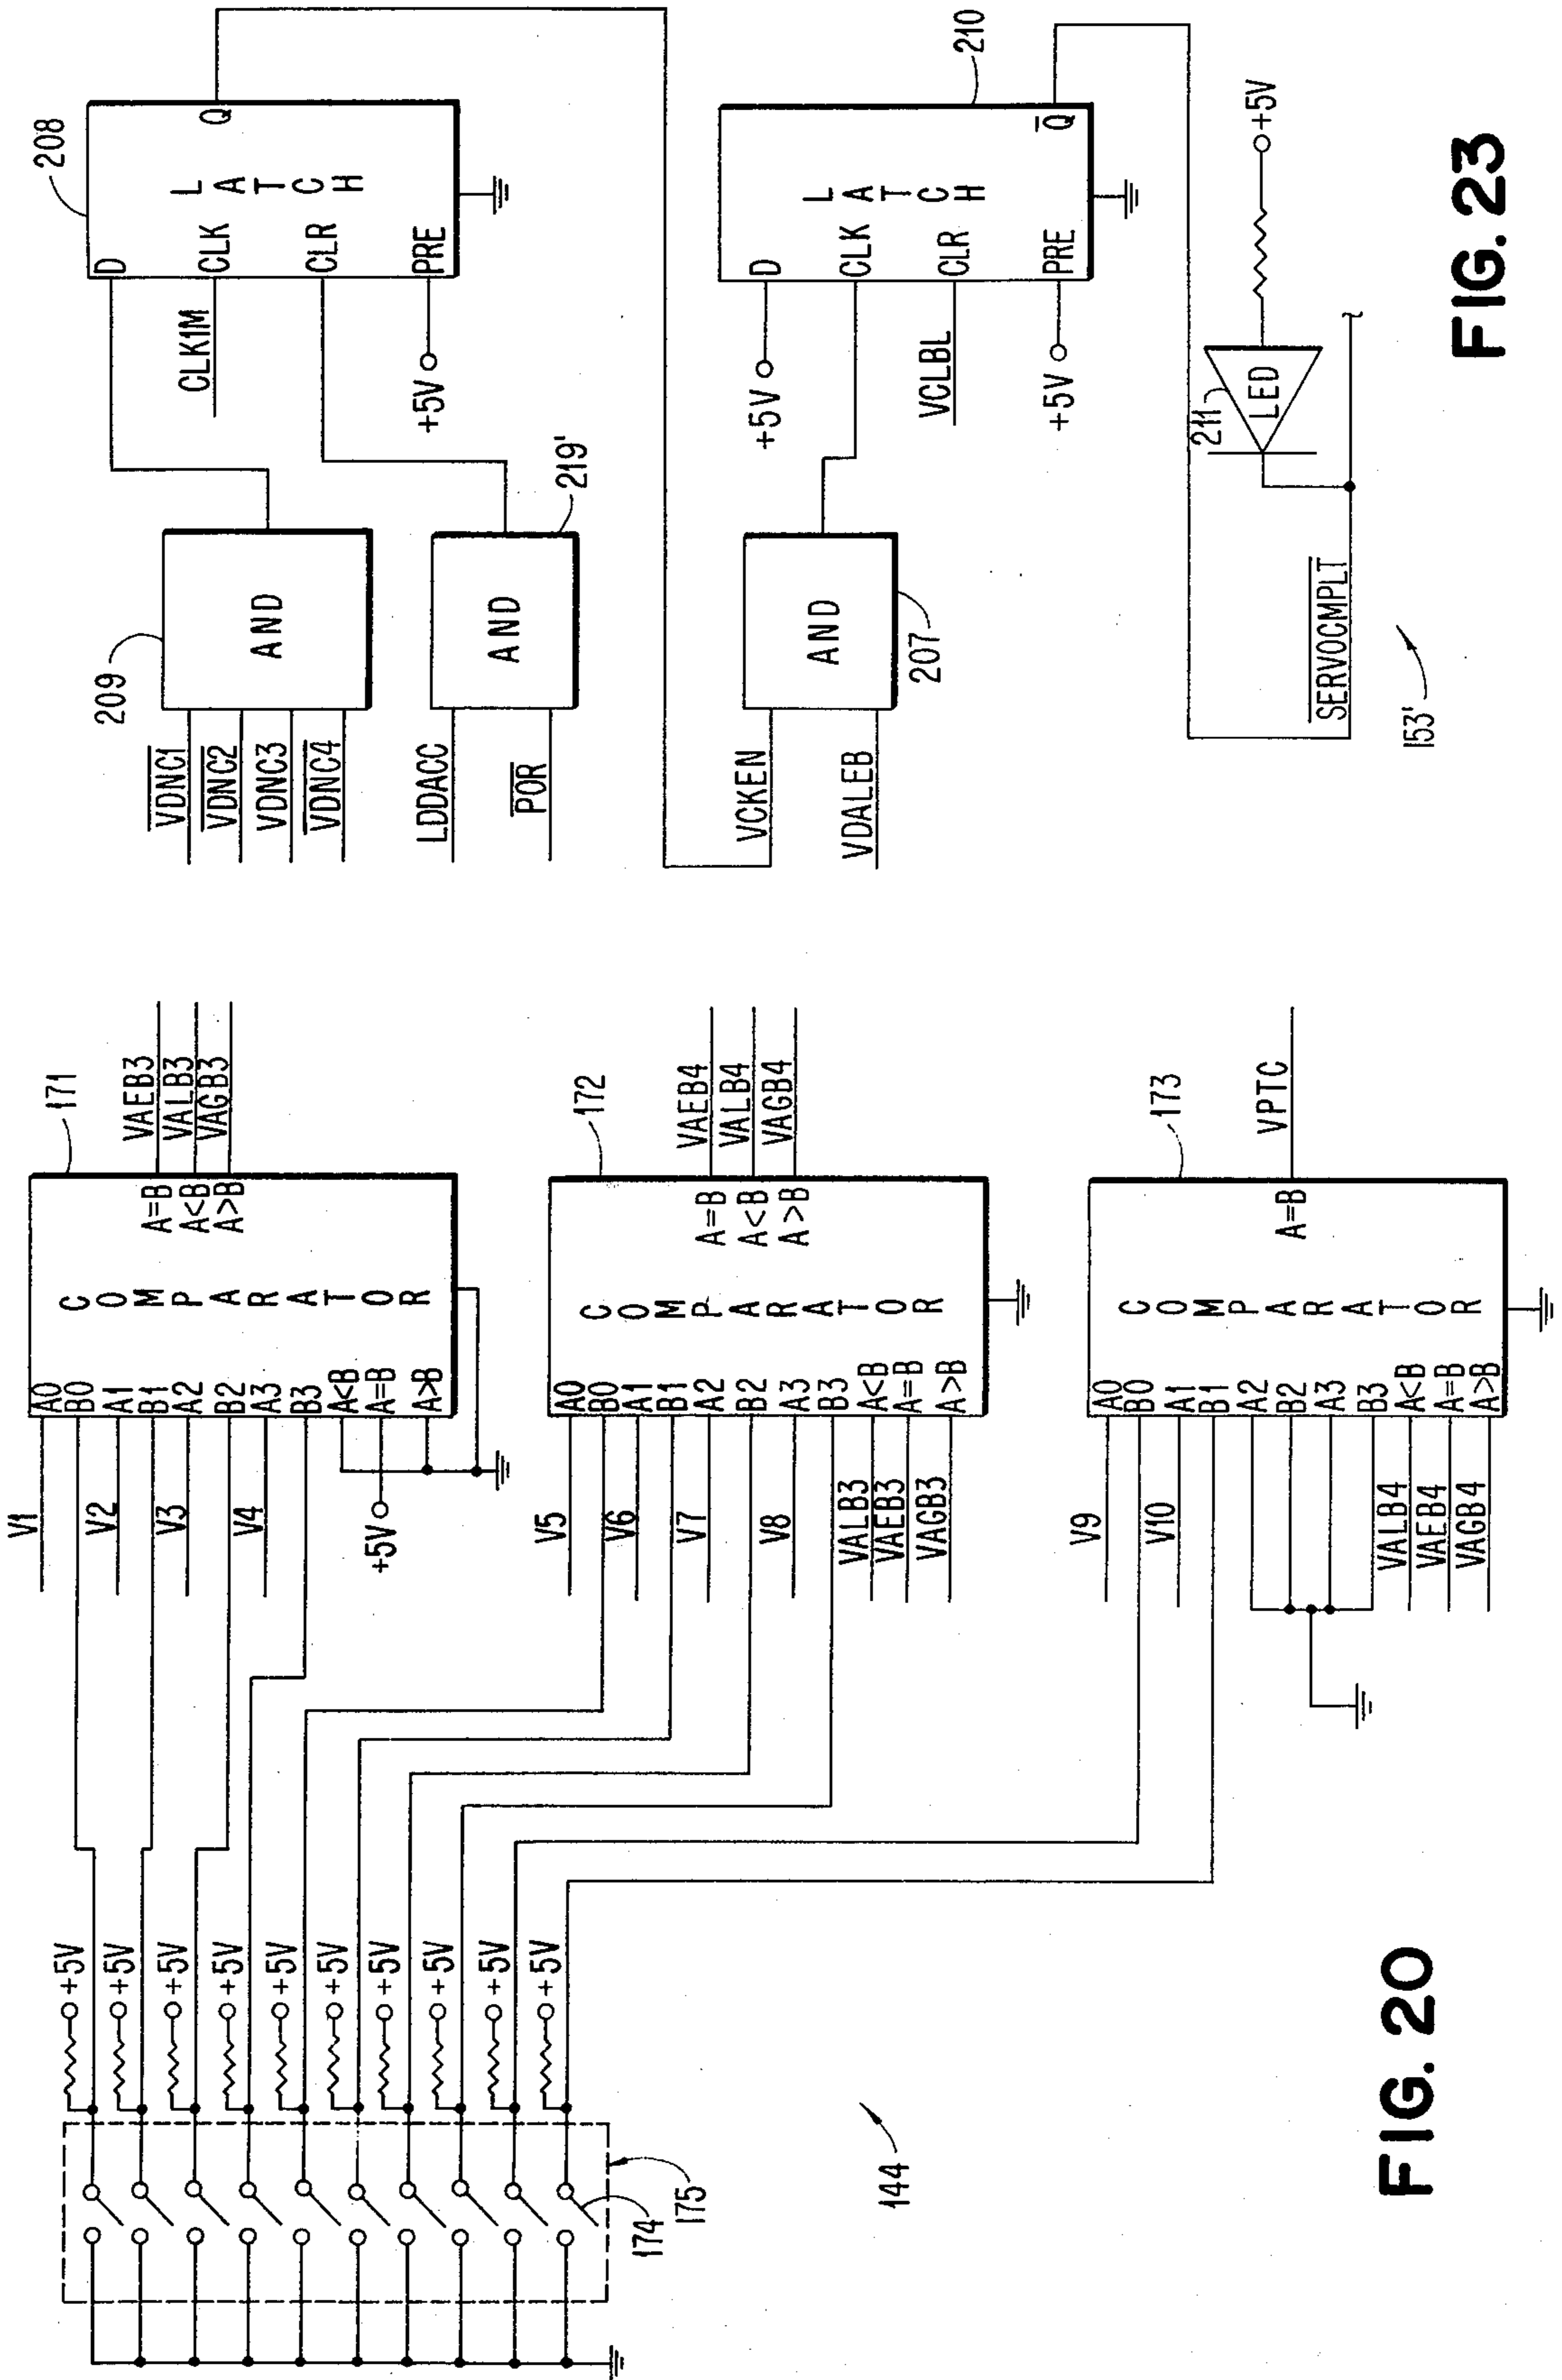 V1
V2
V3
V4
+5V
A0
B0
A1
B1
A2
B2
A3
B3
A<B
A=B
A>B
COMPARATOR
A=B
A<B
A>B
171
VAEB3
VALB3
VAGB3
V5
V6
V7
V8
VALB3
VAEB3
VAGB3
A0
B0
A1
B1
A2
B2
A3
B3
A<B
A=B
A>B
COMPARATOR
A=B
A<B
A>B
172
VAEB4
VALB4
VAGB4
V9
V10
VALB4
VAEB4
VAGB4
A0
B0
A1
B1
A2
B2
A3
B3
A<B
A=B
A>B
COMPARATOR
A=B
173
VPTC
+5V
+5V
+5V
+5V
+5V
+5V
+5V
+5V
+5V
+5V
174
175
144
FIG. 20
V̅D̅N̅C̅1̅
V̅D̅N̅C̅2̅
VDNC3
V̅D̅N̅C̅4̅
209
AND
LDDACC
P̅O̅R̅
AND
219'
CLK1M
+5V
D
CLK
CLR
PRE
LATCH
Q
208
VCKEN
VDALEB
AND
207
+5V
VCLBL
+5V
D
CLK
CLR
PRE
LATCH
Q̅
210
S̅E̅R̅V̅O̅C̅M̅P̅L̅T̅
211
LED
+5V
153'
FIG. 23